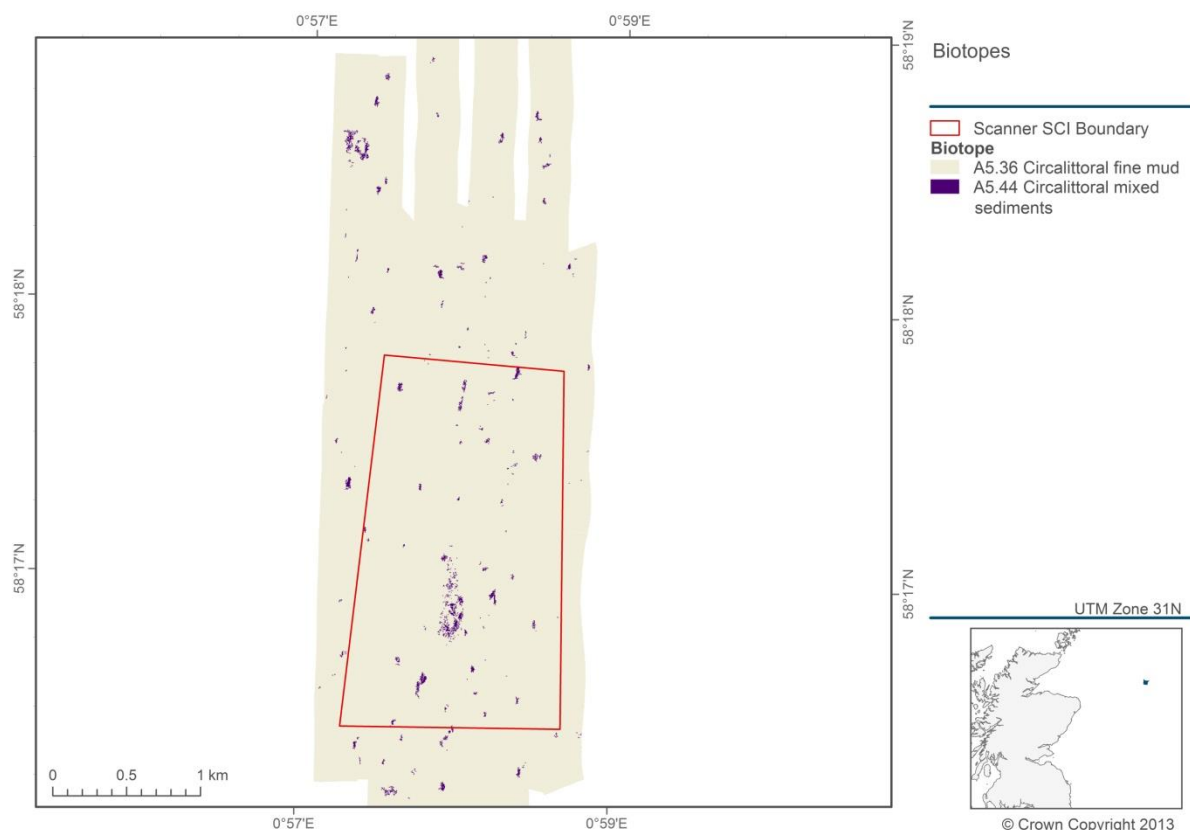 0°57'E
0°59'E
58°19'N
58°18'N
58°18'N
58°17'N
58°17'N
0°57'E
0°59'E
0 0.5 1 km
Biotopes
Scanner SCI Boundary
Biotope
A5.36 Circalittoral fine mud
A5.44 Circalittoral mixed
sediments
UTM Zone 31N
© Crown Copyright 2013